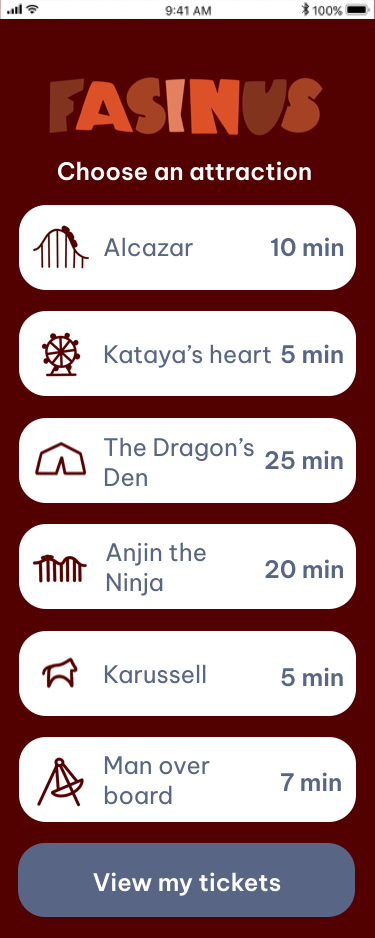 9:41 AM
100%
FASINUS
Choose an attraction
Alcazar
10 min
Kataya’s heart
5 min
The Dragon’s
Den
25 min
Anjin the
Ninja
20 min
Karussell
5 min
Man over
board
7 min
View my tickets